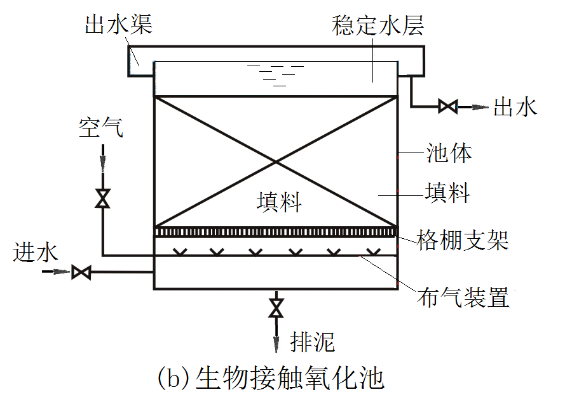 出水渠
稳定水层
出水
空气
池体
填料
填料
格棚支架
进水
布气装置
排泥
(b)生物接触氧化池